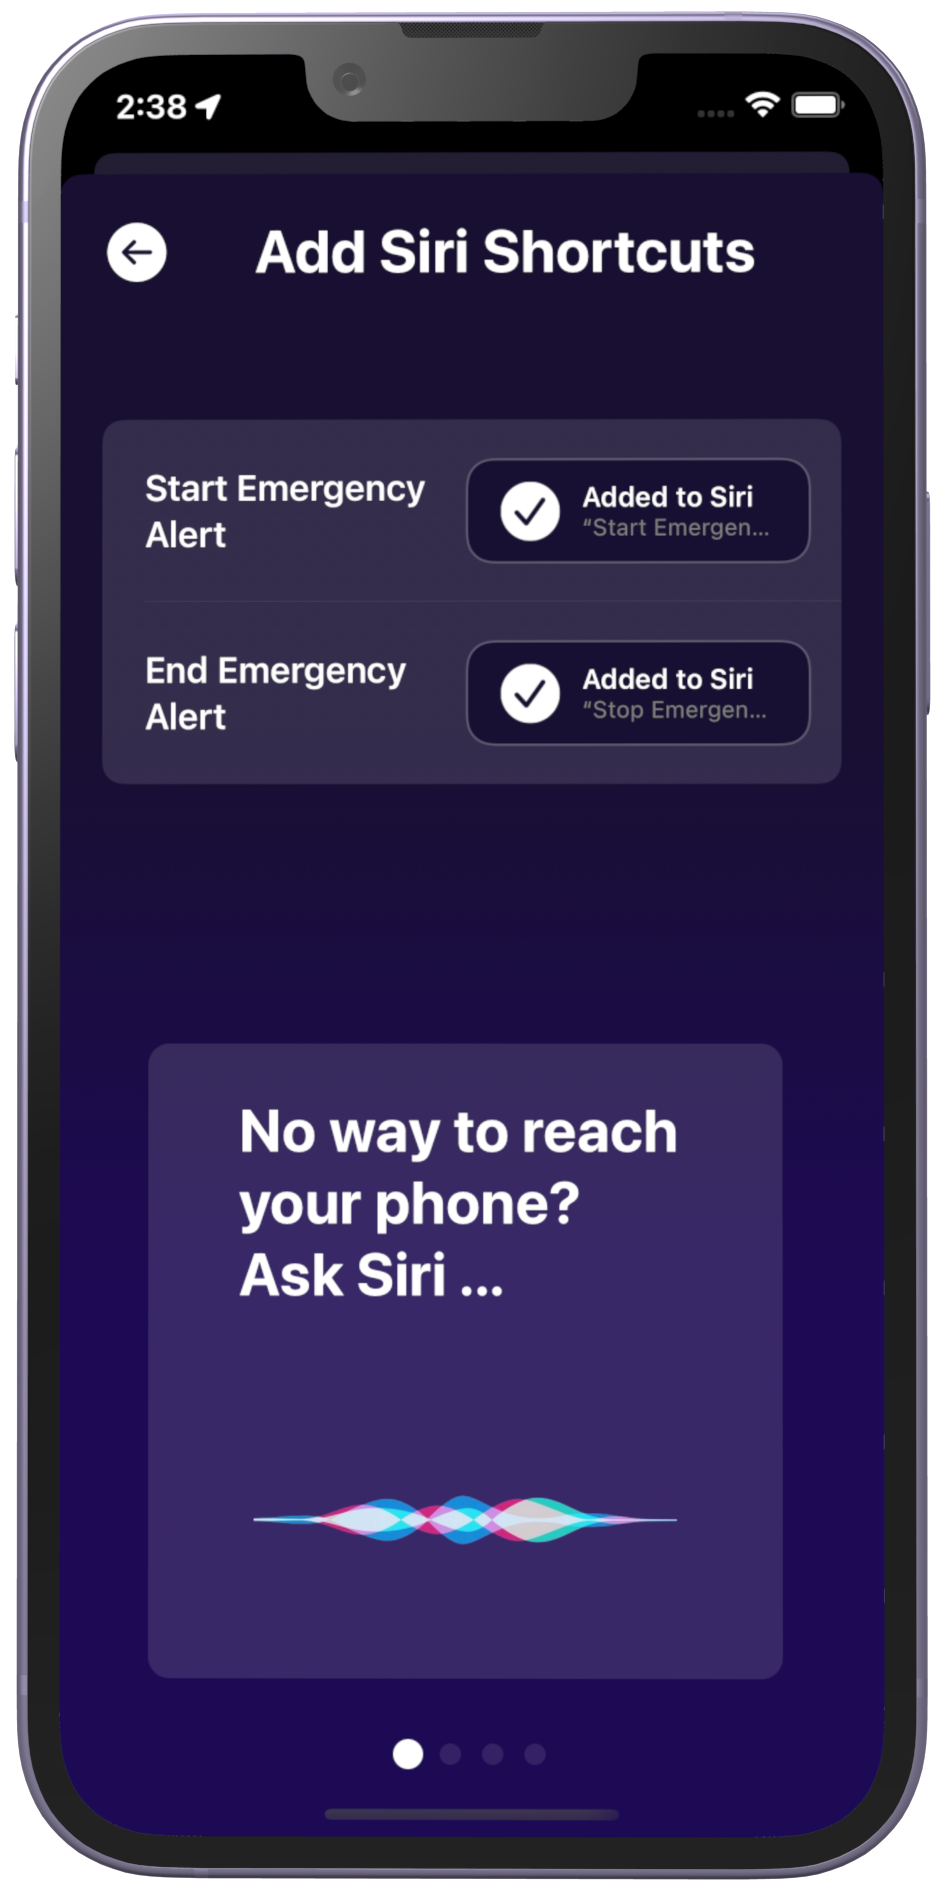 2:38
Add Siri Shortcuts
Start Emergency
Alert
Added to Siri
“Start Emergen...
End Emergency
Alert
Added to Siri
“Stop Emergen...
No way to reach
your phone?
Ask Siri ...